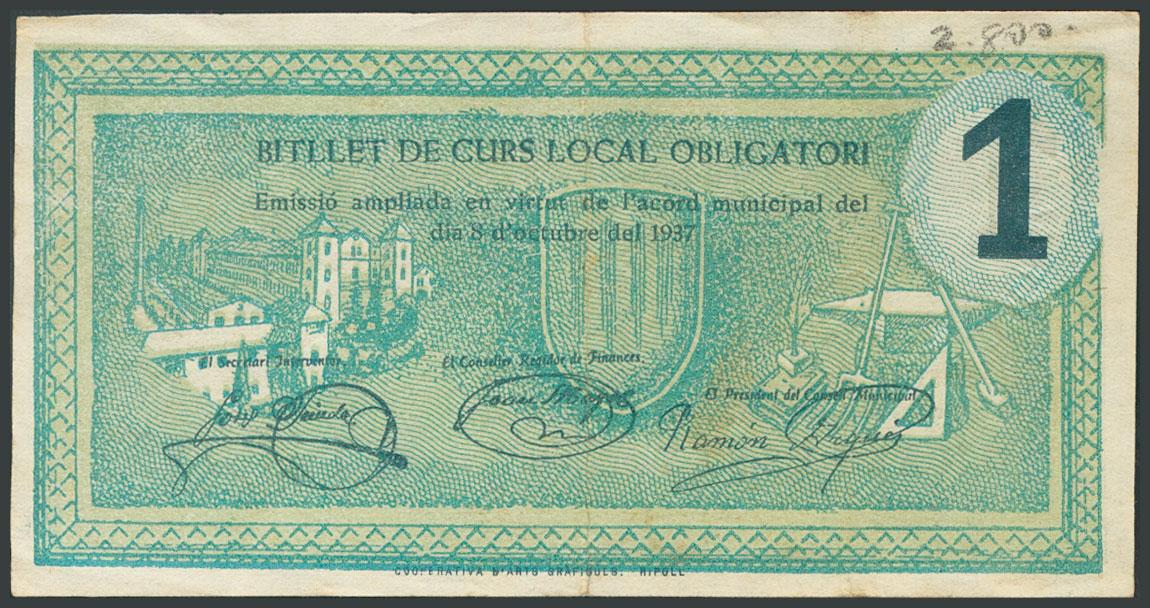 2.800.
1
BITLLET DE CURS LOCAL OBLIGATORI
Emissió ampliada en virtut de l'acord municipal del
dia 8 d'octubre del 1937
El Secretari Interventor,
El Conseller Regidor de Finances,
El President del Consell Municipal,
Joan
Ramón
COOPERATIVA D'ARTS GRÀFIQUES. RIPOLL